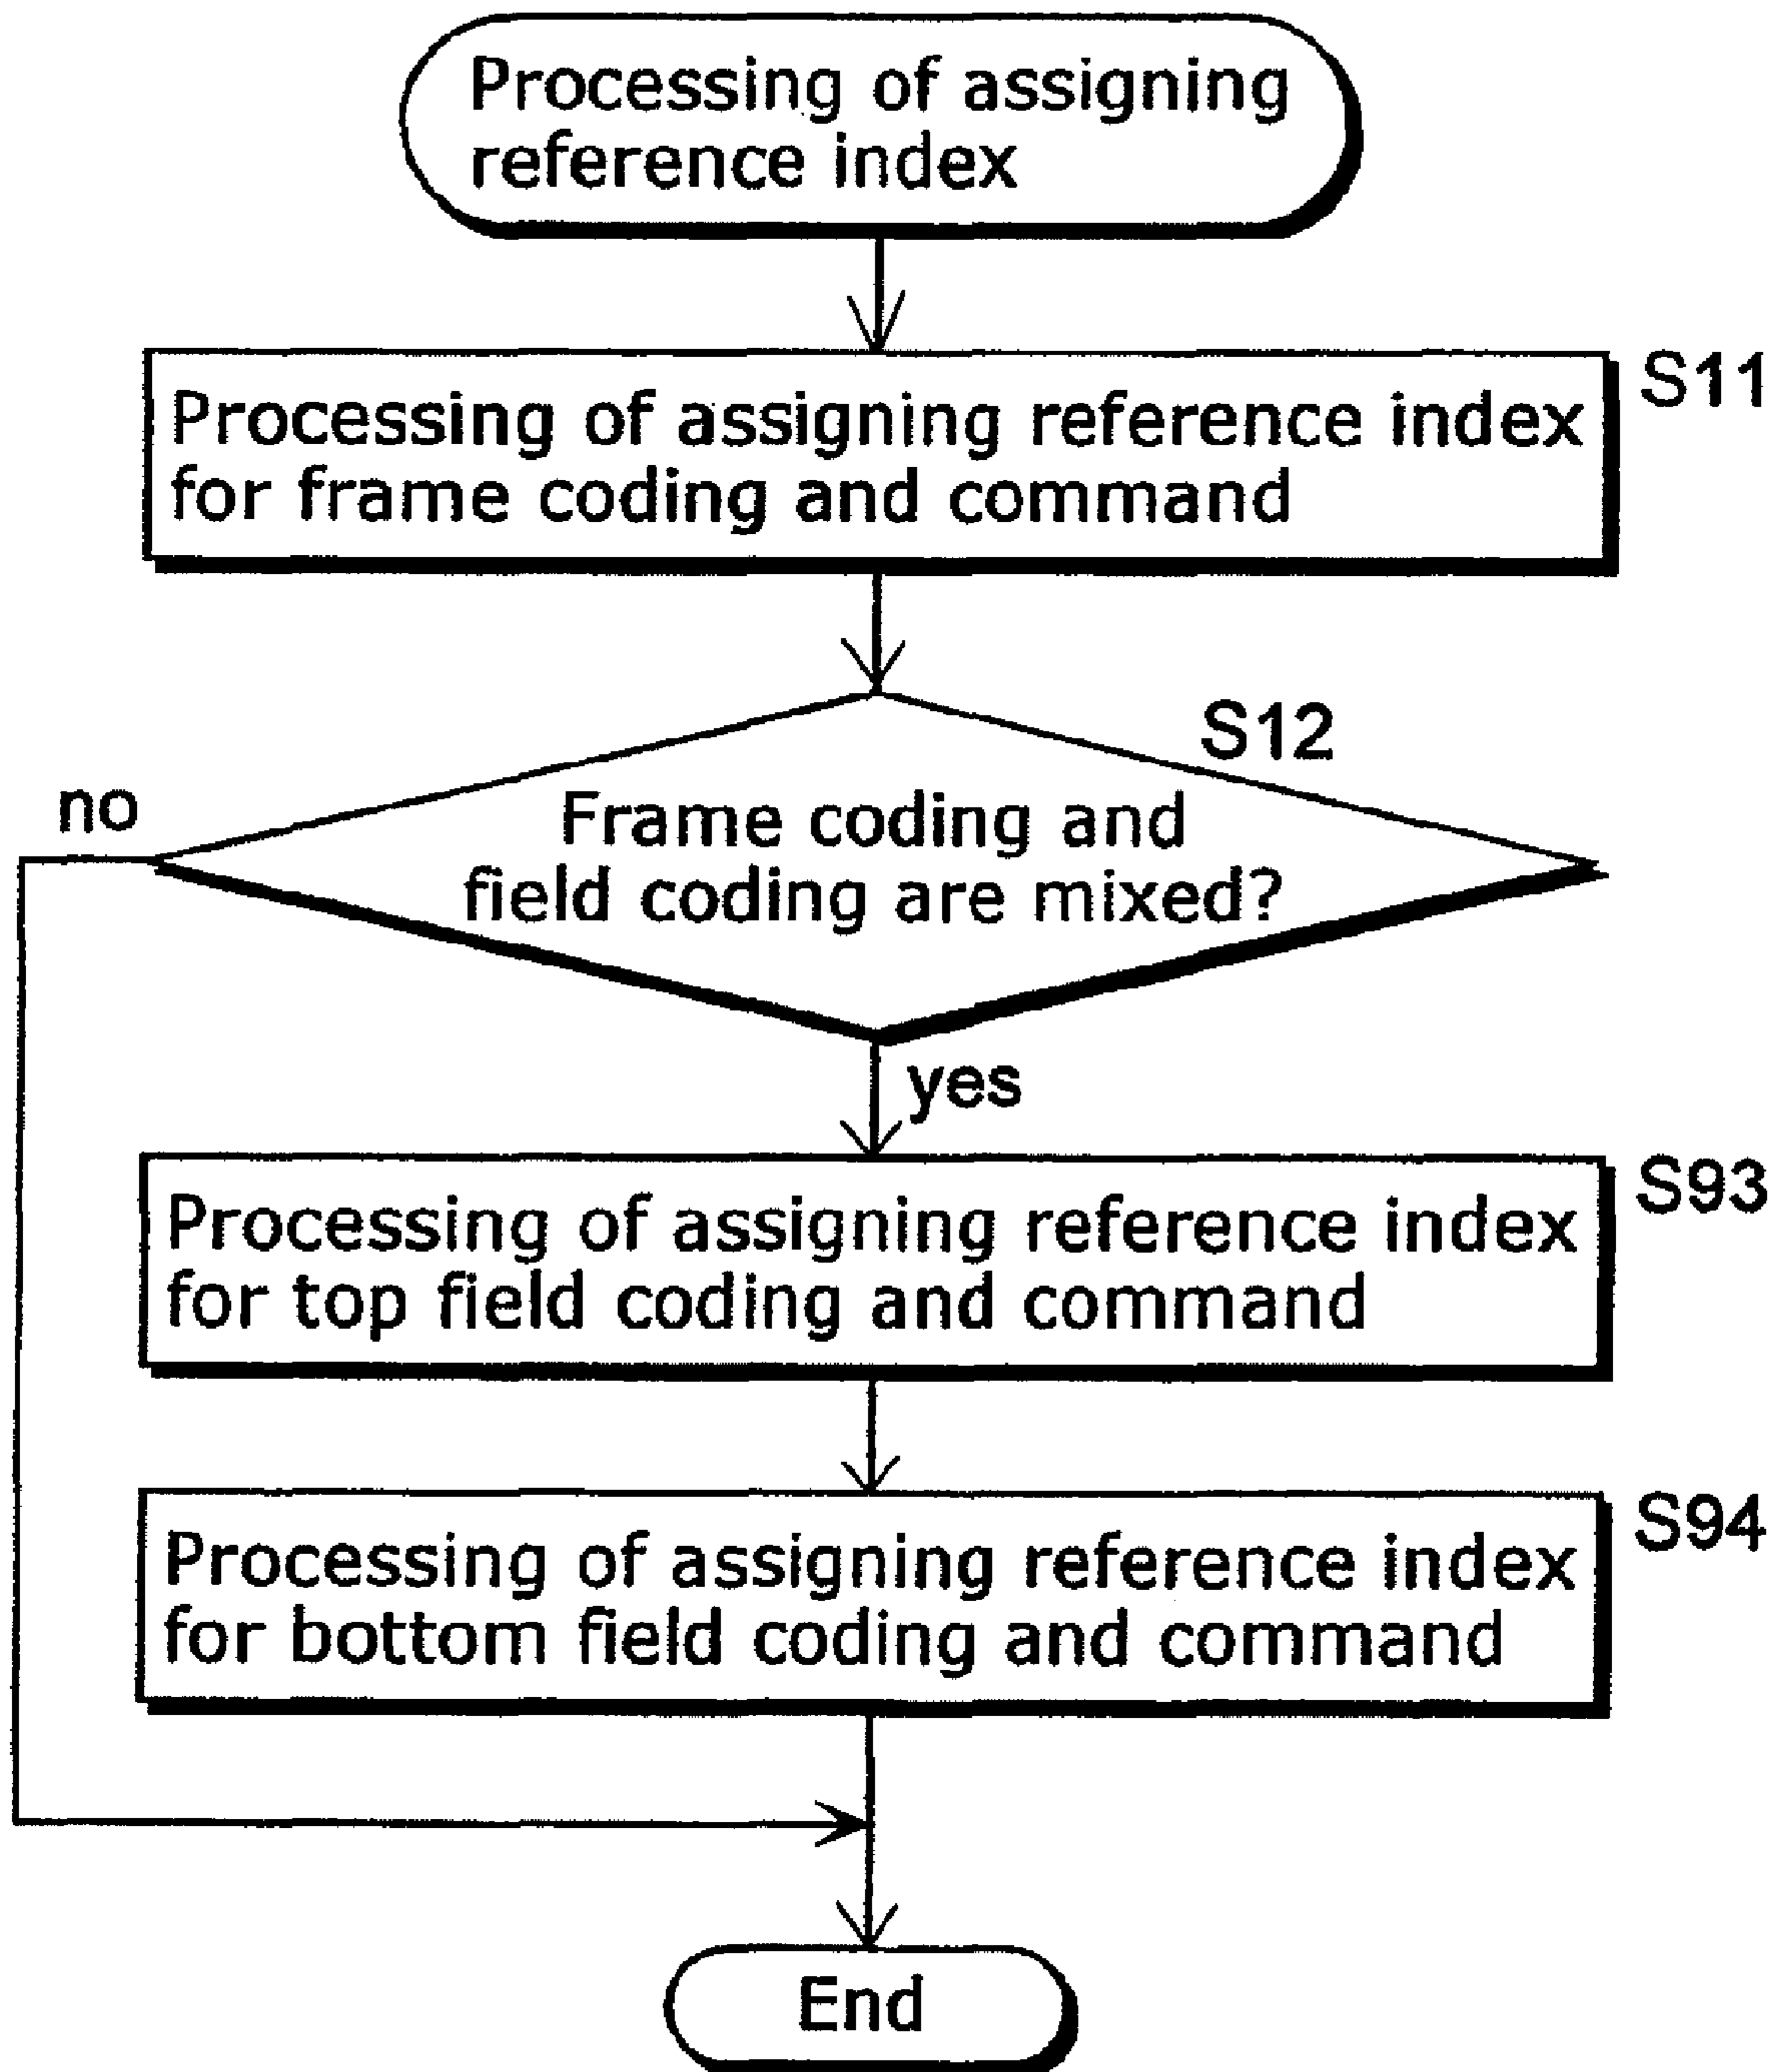 Processing of assigning
reference index
S11
Processing of assigning reference index
for frame coding and command
S12
no
Frame coding and
field coding are mixed?
yes
S93
Processing of assigning reference index
for top field coding and command
S94
Processing of assigning reference index
for bottom field coding and command
End